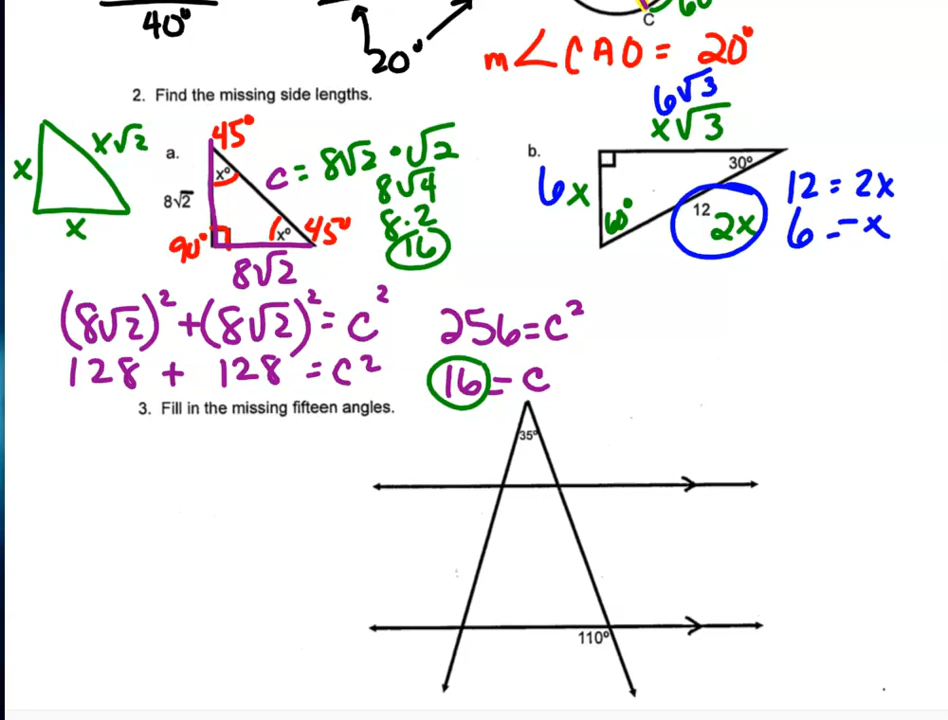 40°
20°
C
60
m∠CAO = 20°
2. Find the missing side lengths.
6√3
x√3
x
x√2
x
a.
45°
x°
8√2
90°
x°
45°
8√2
c = 8√2 • √2
8√4
8·2
16
b.
6x
30°
60°
12
2x
12 = 2x
6 = x
(8√2)² + (8√2)² = c²
128 + 128 = c²
256 = c²
16 = c
3. Fill in the missing fifteen angles.
35°
110°